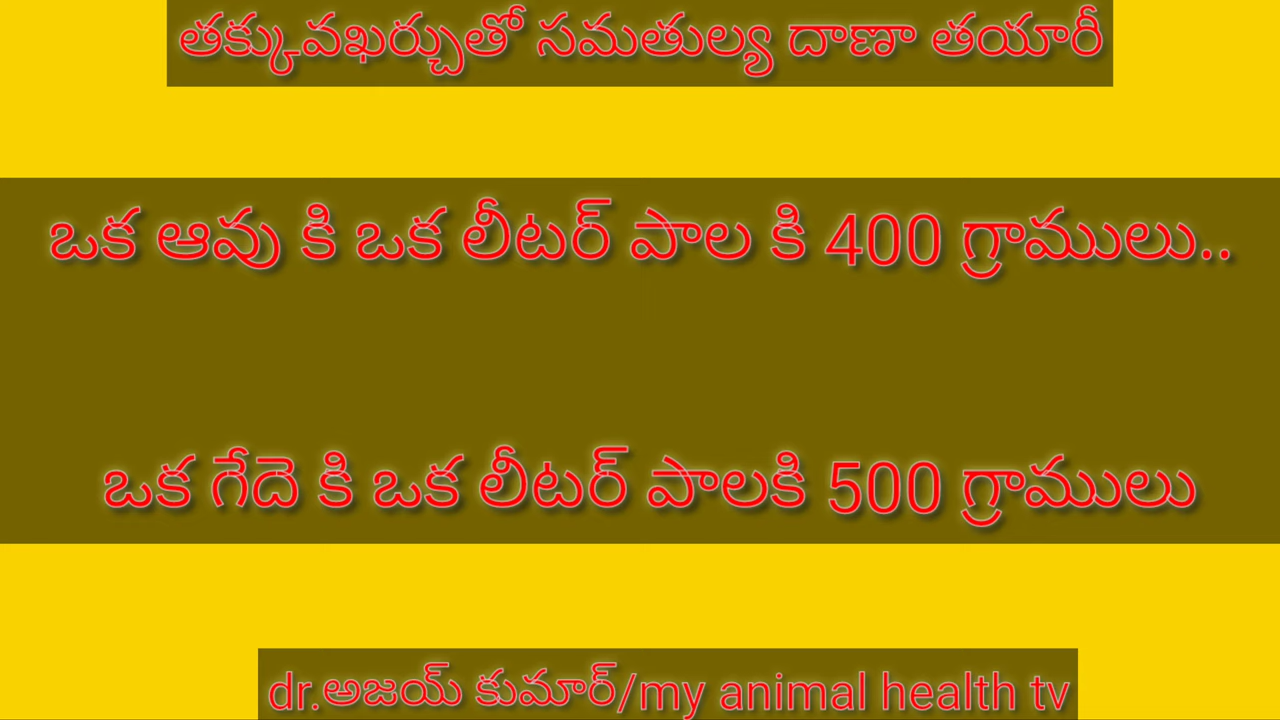 తక్కువఖర్చుతో సమతుల్య దాణా తయారీ
ఒక ఆవు కి ఒక లీటర్ పాల కి 400 గ్రాములు..
ఒక గేదె కి ఒక లీటర్ పాలకి 500 గ్రాములు
dr.అజయ్ కుమార్/my animal health tv